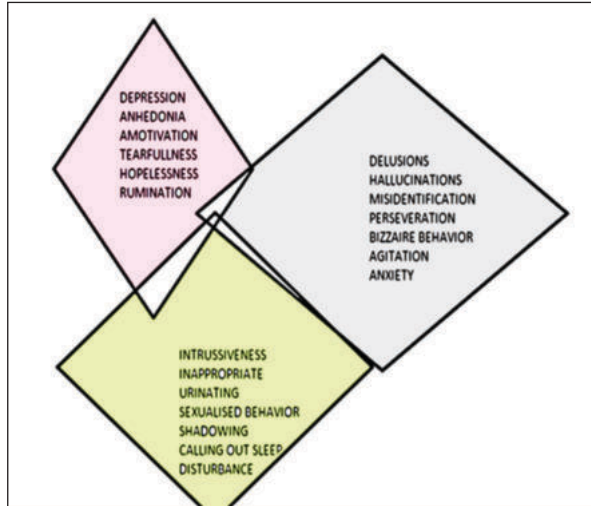 DEPRESSION
ANHEDONIA
AMOTIVATION
TEARFULLNESS
HOPELESSNESS
RUMINATION
DELUSIONS
HALLUCINATIONS
MISIDENTIFICATION
PERSEVERATION
BIZZAIRE BEHAVIOR
AGITATION
ANXIETY
INTRUSSIVENESS
INAPPROPRIATE
URINATING
SEXUALISED BEHAVIOR
SHADOWING
CALLING OUT SLEEP
DISTURBANCE